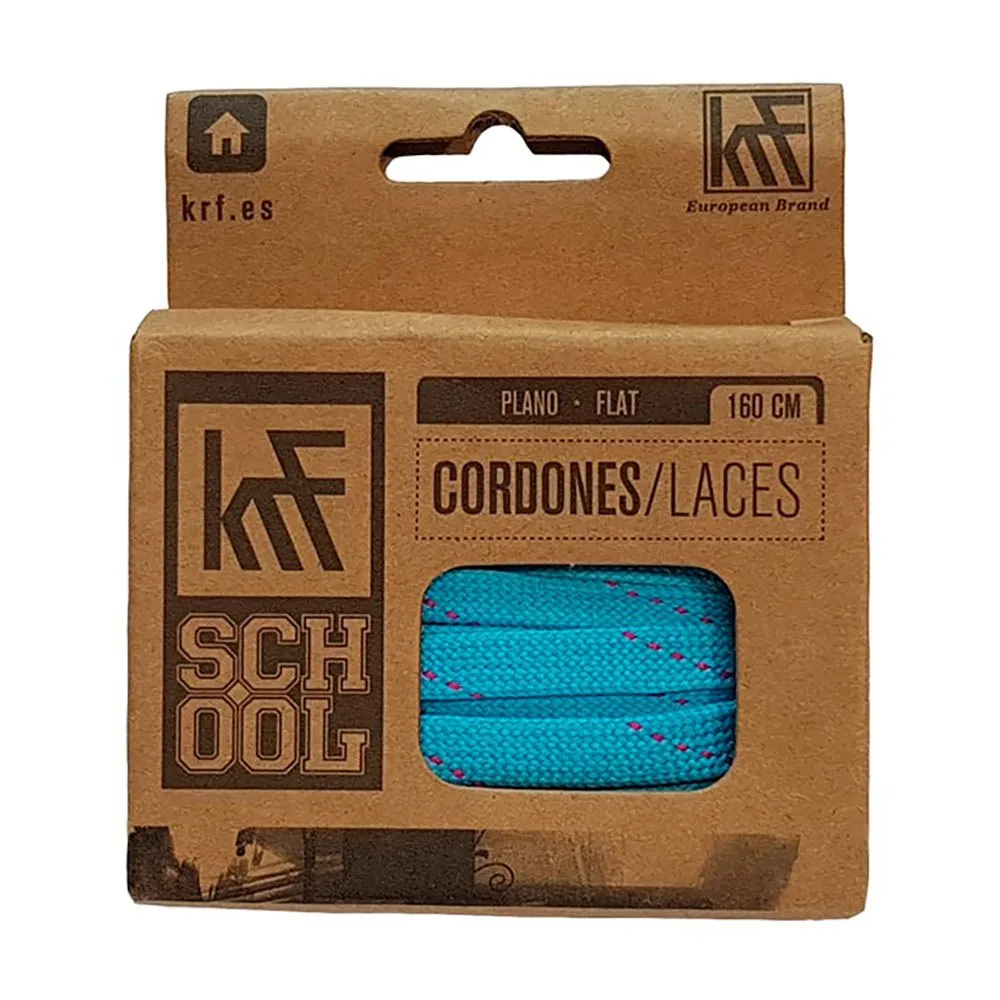 krf
krf.es
European Brand
PLANO · FLAT
160 CM
krf
CORDONES/LACES
SCH
OOL